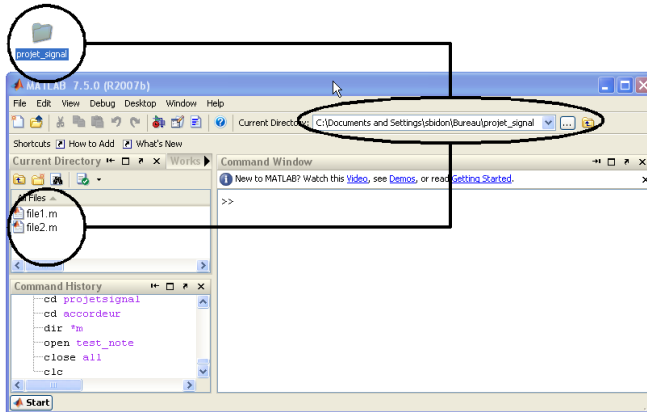 projet_signal
MATLAB 7.5.0 (R2007b)
File Edit View Debug Desktop Window Help
Current Directory: C:\Documents and Settings\sbidon\Bureau\projet_signal
Shortcuts How to Add What's New
Current Directory Works
Command Window
New to MATLAB? Watch this Video, see Demos, or read Getting Started.
All Files
>>
file1.m
file2.m
Command History
cd projetsignal
cd accordeur
dir *m
open test_note
close all
clc
Start